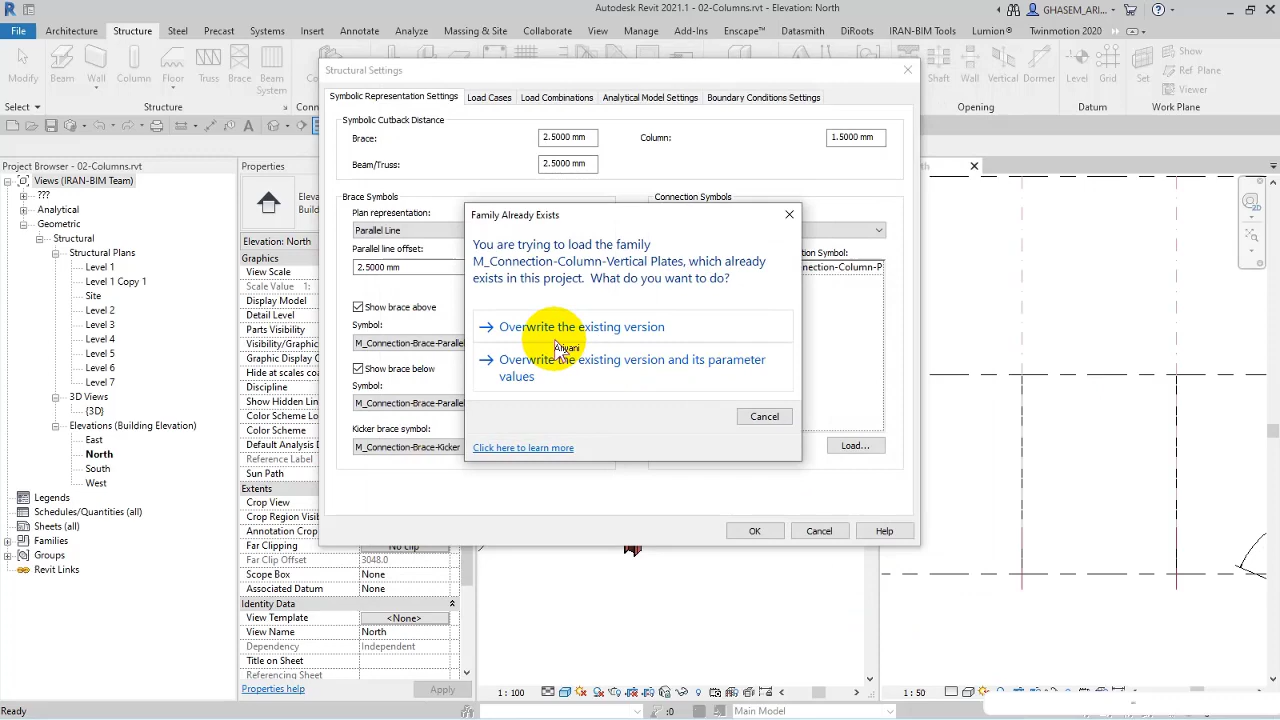 Autodesk Revit 2021.1 - 02-Columns.rvt - Elevation: North
GHASEM_ARI...
File Architecture Structure Steel Precast Systems Insert Annotate Analyze Massing & Site Collaborate View Manage Add-Ins Enscape™ Datasmith DiRoots IRAN-BIM Tools Lumion® Twinmotion 2020
Modify Beam Wall Column Floor Truss Brace Beam System
Shaft Wall Vertical Dormer Level Grid Set Show
Ref Plane
Viewer
Select Structure Opening Datum Work Plane
Structural Settings
Symbolic Representation Settings Load Cases Load Combinations Analytical Model Settings Boundary Conditions Settings
Symbolic Cutback Distance
Brace: 2.5000 mm Column: 1.5000 mm
Beam/Truss: 2.5000 mm
Brace Symbols Connection Symbols
Plan representation:
Parallel Line
Parallel line offset:
2.5000 mm
Show brace above
Symbol:
M_Connection-Brace-Parallel
Show brace below
Symbol:
M_Connection-Brace-Parallel
Kicker brace symbol:
M_Connection-Brace-Kicker
Load...
OK Cancel Help
Family Already Exists
You are trying to load the family
M_Connection-Column-Vertical Plates, which already
exists in this project. What do you want to do?
Overwrite the existing version
Ariyani
Overwrite the existing version and its parameter
values
Cancel
Click here to learn more
Project Browser - 02-Columns.rvt
Views (IRAN-BIM Team)
???
Analytical
Geometric
Structural
Structural Plans
Level 1
Level 1 Copy 1
Site
Level 2
Level 3
Level 4
Level 5
Level 6
Level 7
3D Views
{3D}
Elevations (Building Elevation)
East
North
South
West
Legends
Schedules/Quantities (all)
Sheets (all)
Families
Groups
Revit Links
Properties
Elevation: North
Graphics
View Scale
Scale Value 1:
Display Model
Detail Level
Parts Visibility
Visibility/Graphi
Graphic Display
Hide at scales co
Discipline
Color Scheme Lo
Color Scheme
Default Analysis
Reference Label
Sun Path
Extents
Crop View
Crop Region Visib
Annotation Crop
Far Clipping No clip
Far Clip Offset 3048.0
Scope Box None
Associated Datum None
Identity Data
View Template <None>
View Name North
Dependency Independent
Title on Sheet
Referencing Sheet
Properties help Apply
1 : 100
1 : 50
Ready
:0
Main Model